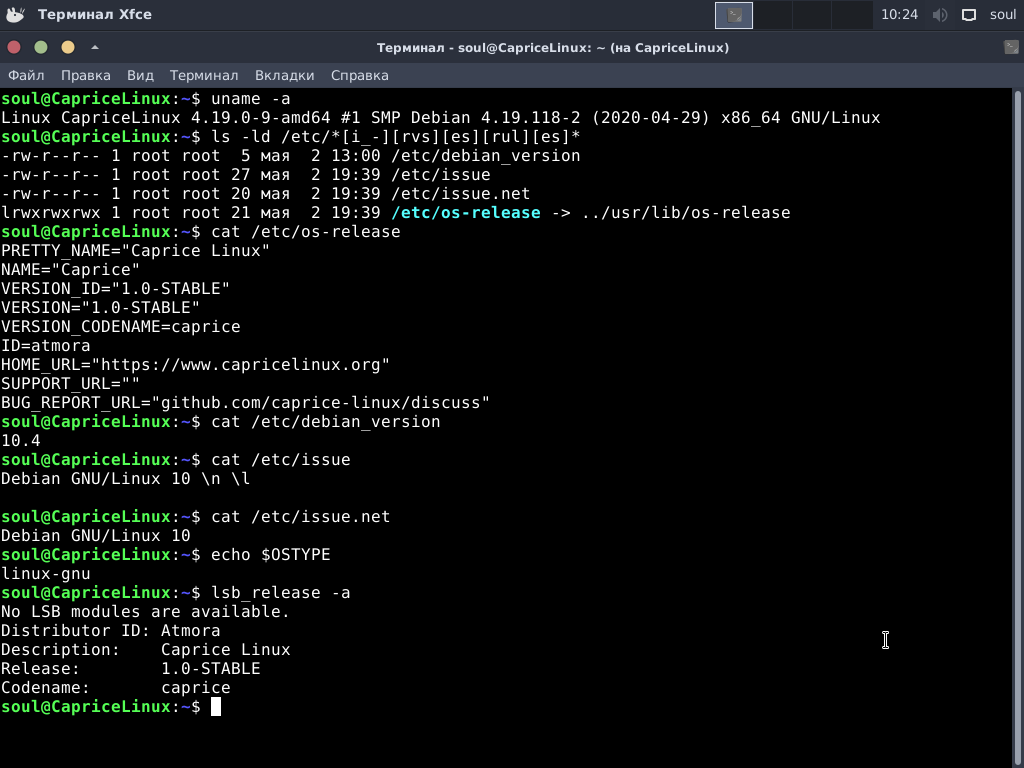 Терминал Xfce 10:24 soul
Терминал - soul@CapriceLinux: ~ (на CapriceLinux)
Файл Правка Вид Терминал Вкладки Справка
soul@CapriceLinux:~$ uname -a
Linux CapriceLinux 4.19.0-9-amd64 #1 SMP Debian 4.19.118-2 (2020-04-29) x86_64 GNU/Linux
soul@CapriceLinux:~$ ls -ld /etc/*[i_-][rvs][es][rul][es]*
-rw-r--r-- 1 root root  5 мая  2 13:00 /etc/debian_version
-rw-r--r-- 1 root root 27 мая  2 19:39 /etc/issue
-rw-r--r-- 1 root root 20 мая  2 19:39 /etc/issue.net
lrwxrwxrwx 1 root root 21 мая  2 19:39 /etc/os-release -> ../usr/lib/os-release
soul@CapriceLinux:~$ cat /etc/os-release
PRETTY_NAME="Caprice Linux"
NAME="Caprice"
VERSION_ID="1.0-STABLE"
VERSION="1.0-STABLE"
VERSION_CODENAME=caprice
ID=atmora
HOME_URL="https://www.capricelinux.org"
SUPPORT_URL=""
BUG_REPORT_URL="github.com/caprice-linux/discuss"
soul@CapriceLinux:~$ cat /etc/debian_version
10.4
soul@CapriceLinux:~$ cat /etc/issue
Debian GNU/Linux 10 \n \l
soul@CapriceLinux:~$ cat /etc/issue.net
Debian GNU/Linux 10
soul@CapriceLinux:~$ echo $OSTYPE
linux-gnu
soul@CapriceLinux:~$ lsb_release -a
No LSB modules are available.
Distributor ID: Atmora
Description:    Caprice Linux
Release:        1.0-STABLE
Codename:       caprice
soul@CapriceLinux:~$